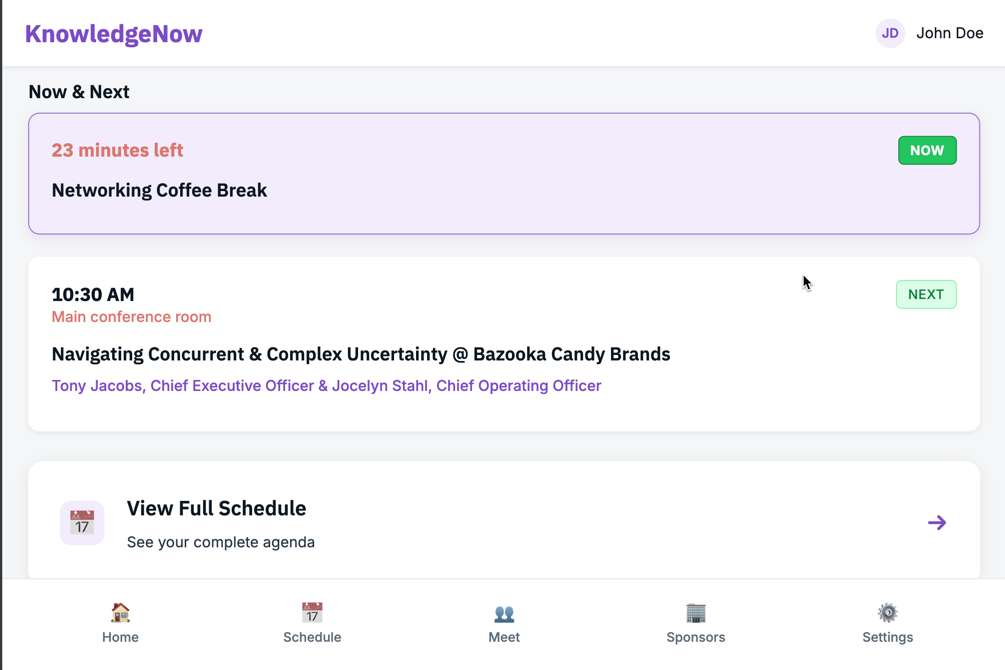 KnowledgeNow
JD John Doe
Now & Next
23 minutes left
NOW
Networking Coffee Break
10:30 AM
NEXT
Main conference room
Navigating Concurrent & Complex Uncertainty @ Bazooka Candy Brands
Tony Jacobs, Chief Executive Officer & Jocelyn Stahl, Chief Operating Officer
17
View Full Schedule
See your complete agenda
→
17
Home
Schedule
Meet
Sponsors
Settings